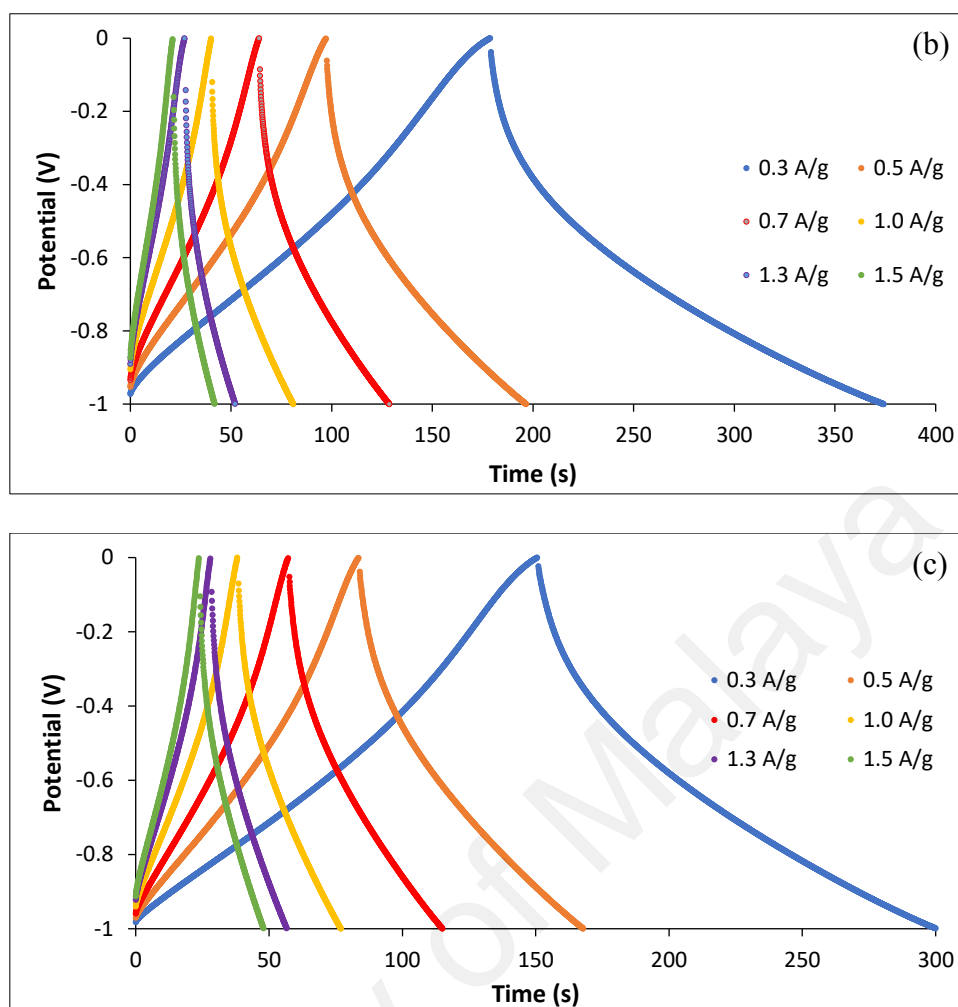 (b)
0
-0.2
-0.4
-0.6
-0.8
-1
Potential (V)
0.3 A/g 0.5 A/g
0.7 A/g 1.0 A/g
1.3 A/g 1.5 A/g
0 50 100 150 200 250 300 350 400
Time (s)
(c)
0
-0.2
-0.4
-0.6
-0.8
-1
Potential (V)
0.3 A/g 0.5 A/g
0.7 A/g 1.0 A/g
1.3 A/g 1.5 A/g
0 50 100 150 200 250 300
Time (s)
of Malaya